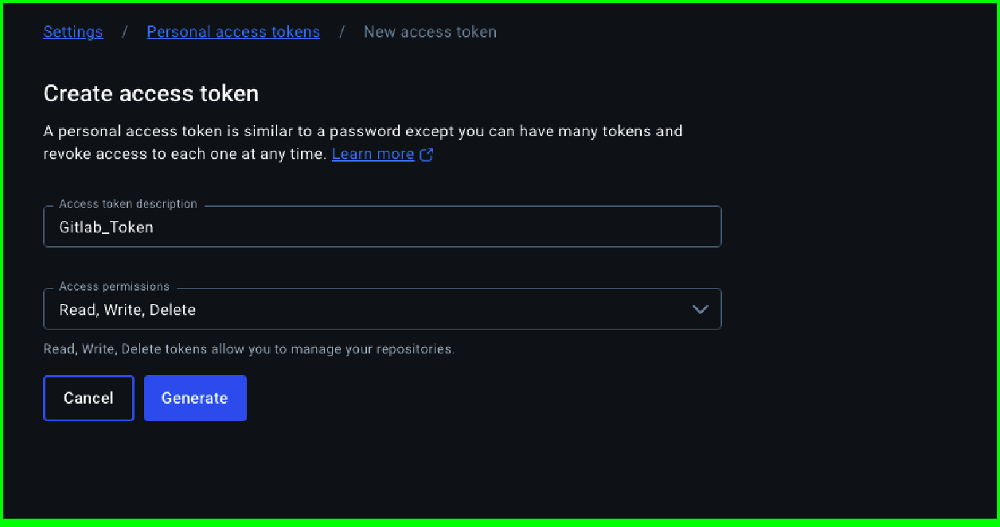 Settings / Personal access tokens / New access token
Create access token
A personal access token is similar to a password except you can have many tokens and
revoke access to each one at any time. Learn more
Access token description
Gitlab_Token
Access permissions
Read, Write, Delete
Read, Write, Delete tokens allow you to manage your repositories.
Cancel Generate